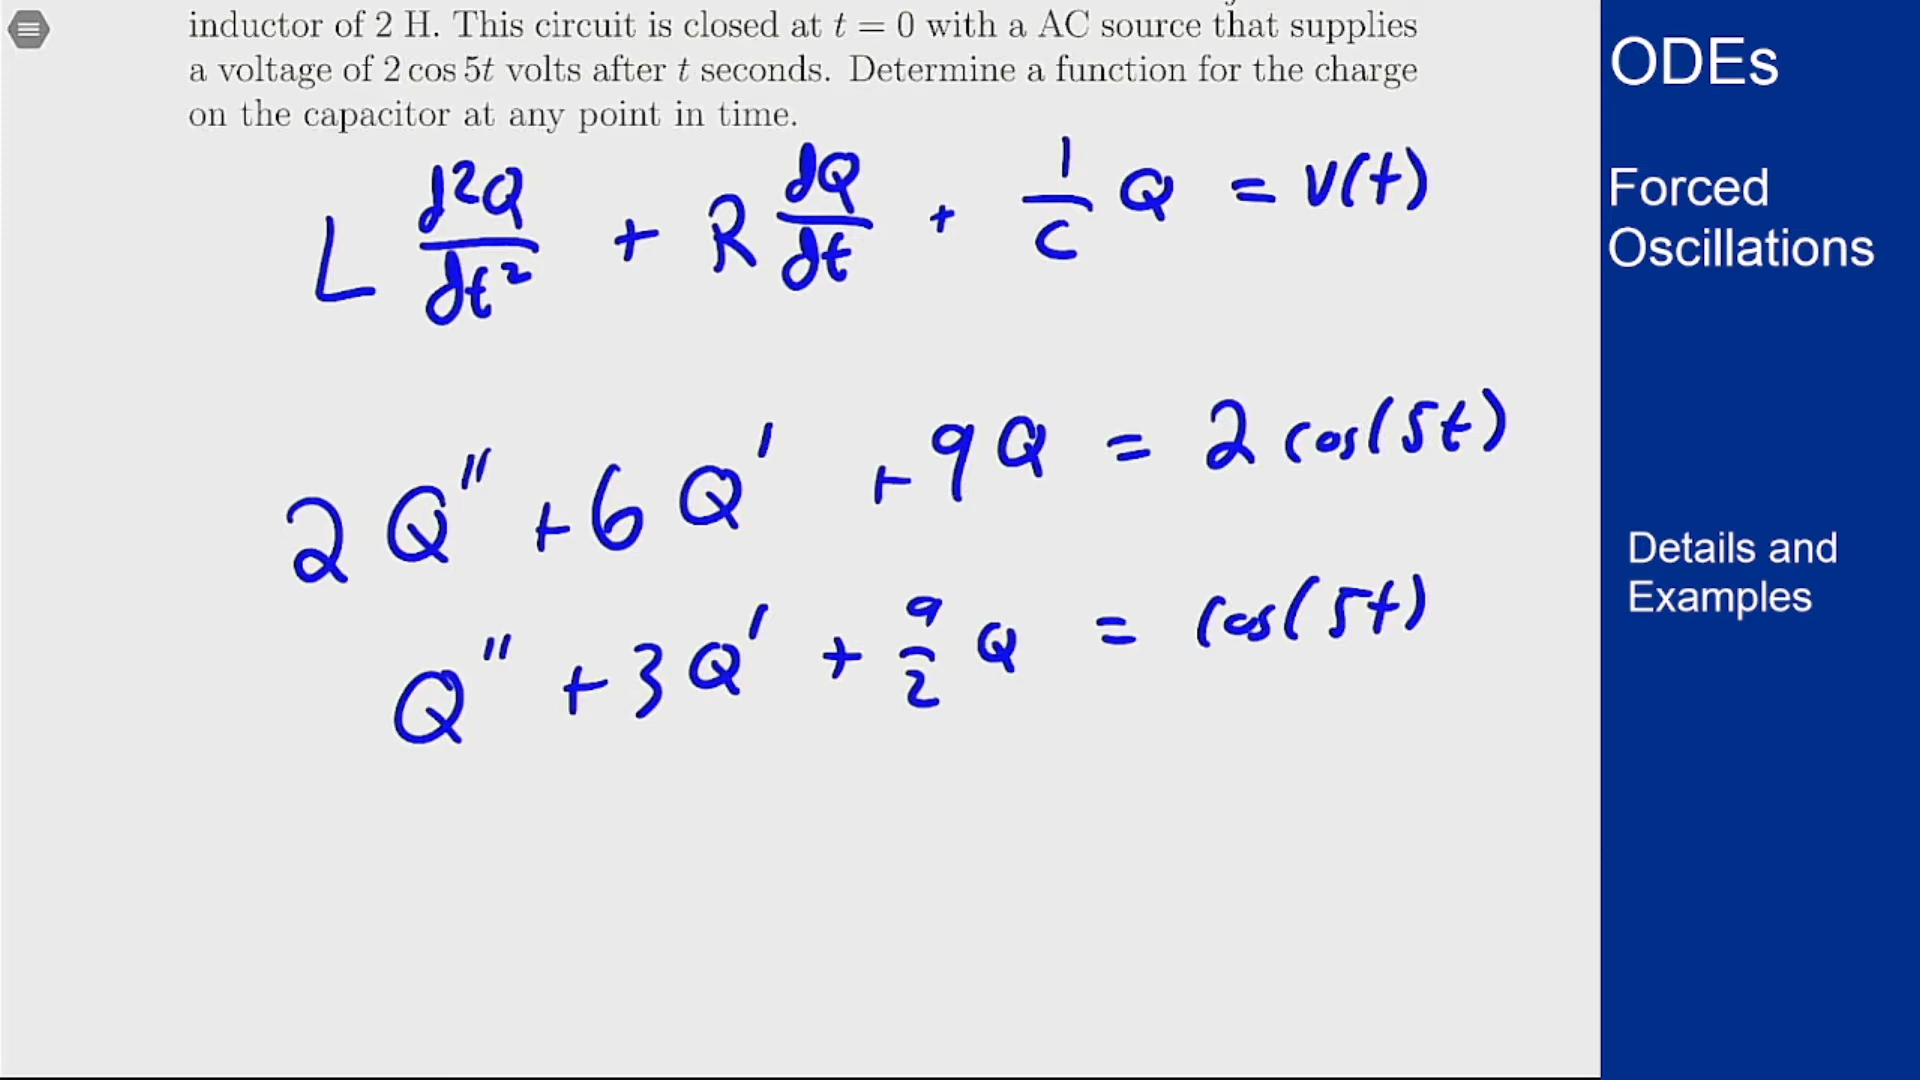 inductor of 2 H. This circuit is closed at t = 0 with a AC source that supplies
a voltage of 2 cos 5t volts after t seconds. Determine a function for the charge
on the capacitor at any point in time.
L d²Q/dt² + R dQ/dt + 1/C Q = V(t)
2Q'' + 6Q' + 9Q = 2 cos(5t)
Q'' + 3Q' + 9/2 Q = cos(5t)
ODEs
Forced
Oscillations
Details and
Examples